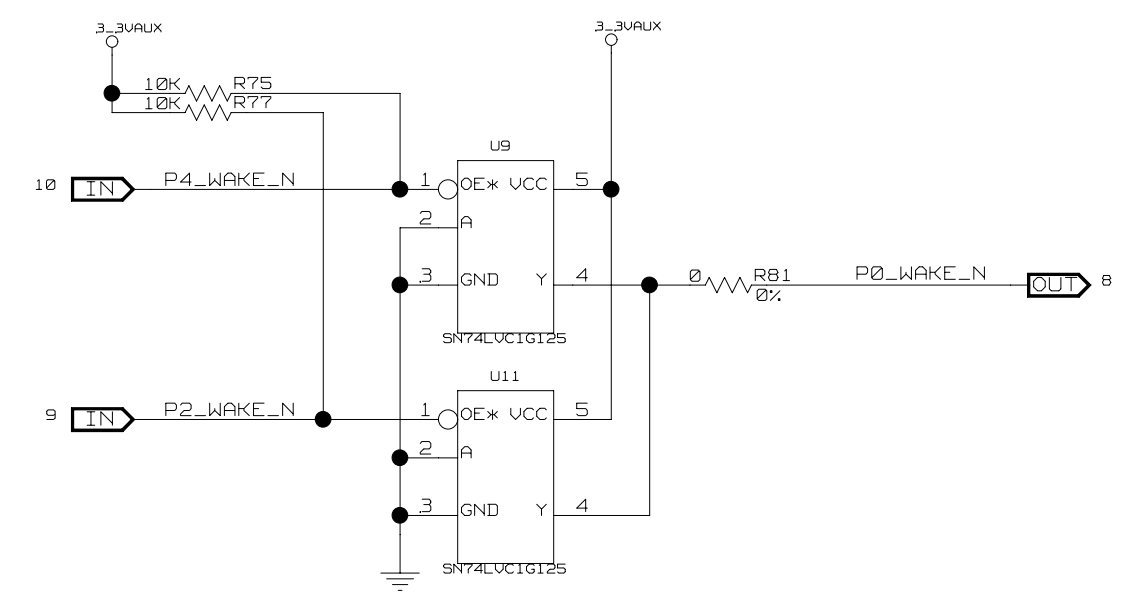 3_3VAUX
3_3VAUX
10K R75
10K R77
U9
10 IN P4_WAKE_N 1 OE* VCC 5
2 A
3 GND Y 4 0 R81 P0_WAKE_N OUT 8
0%
SN74LVC1G125
U11
9 IN P2_WAKE_N 1 OE* VCC 5
2 A
3 GND Y 4
SN74LVC1G125